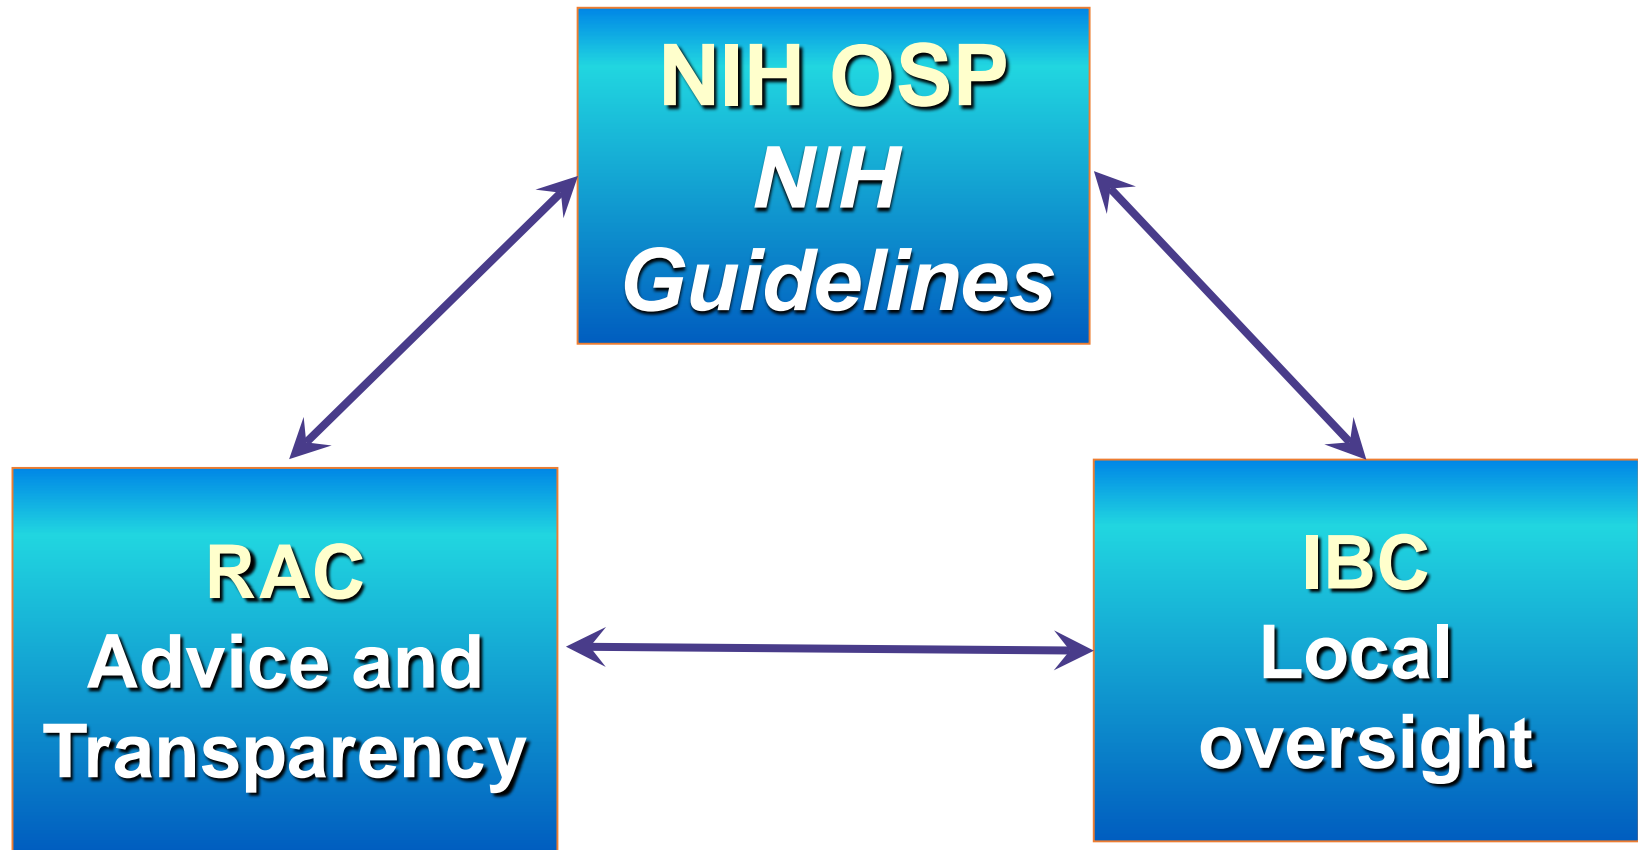 NIH OSP
NIH
Guidelines
RAC
Advice and
Transparency
IBC
Local
oversight